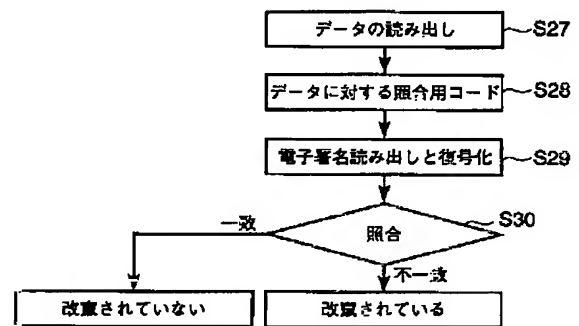 データの読み出し S27
データに対する照合用コード S28
電子署名読み出しと復号化 S29
照合 S30
一致
不一致
改竄されていない
改竄されている